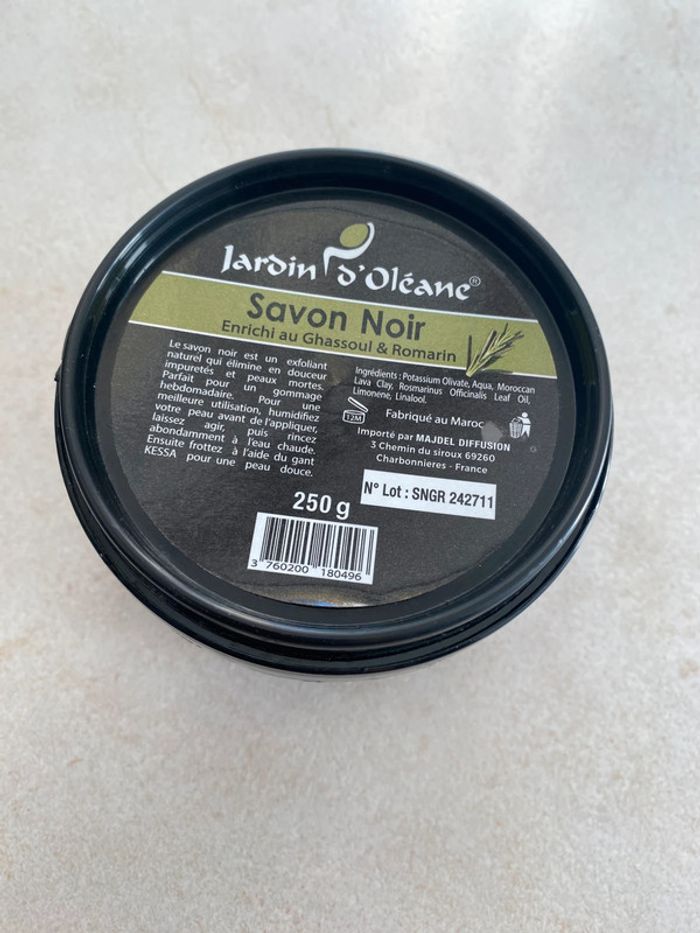 Jardin d'Oléane®
Savon Noir
Enrichi au Ghassoul & Romarin
Le savon noir est un exfoliant
naturel qui élimine en douceur
impuretés et peaux mortes.
Parfait pour un gommage
hebdomadaire. Pour une
meilleure utilisation, humidifiez
votre peau avant de l'appliquer,
laissez agir, puis rincez
abondamment à l'eau chaude.
Ensuite frottez à l'aide du gant
KESSA pour une peau douce.
Ingrédients : Potassium Olivate, Aqua, Moroccan
Lava Clay, Rosmarinus Officinalis Leaf Oil,
Limonene, Linalool.
12M
Fabriqué au Maroc
Importé par MAJDEL DIFFUSION
3 Chemin du siroux 69260
Charbonnieres - France
N° Lot : SNGR 242711
250 g
3 760200 180496